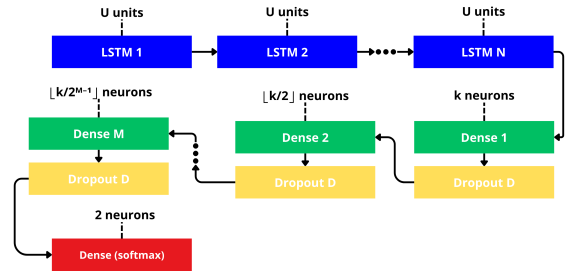 U units
U units
U units
LSTM 1
LSTM 2
LSTM N
⌊k/2ᴹ⁻¹⌋ neurons
⌊k/2⌋ neurons
k neurons
Dense M
Dense 2
Dense 1
Dropout D
Dropout D
Dropout D
2 neurons
Dense (softmax)